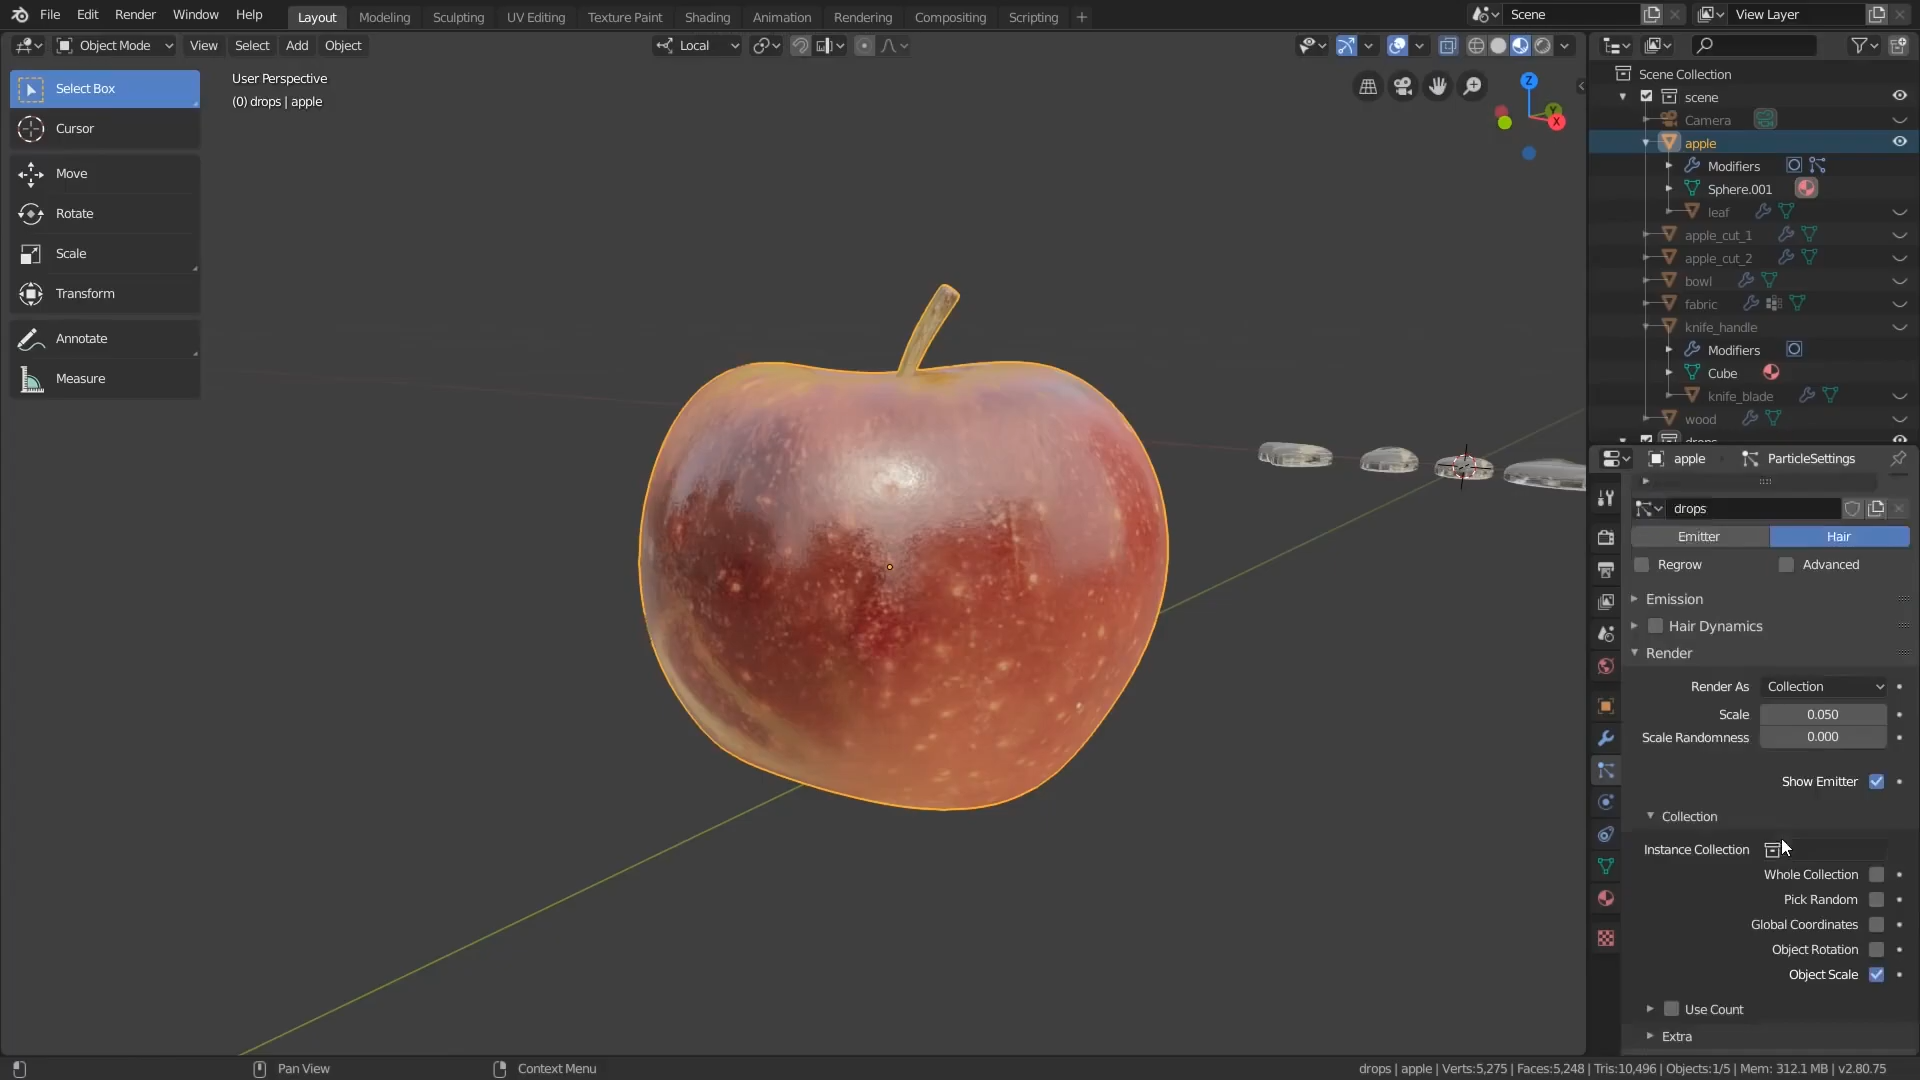 File Edit Render Window Help
Layout Modeling Sculpting UV Editing Texture Paint Shading Animation Rendering Compositing Scripting +
Scene
View Layer
Object Mode View Select Add Object
Local
User Perspective
(0) drops | apple
Select Box
Cursor
Move
Rotate
Scale
Transform
Annotate
Measure
Z
Y
X
Scene Collection
scene
Camera
apple
Modifiers
Sphere.001
leaf
apple_cut_1
apple_cut_2
bowl
fabric
knife_handle
Modifiers
Cube
knife_blade
wood
drops
apple ParticleSettings
drops
Emitter Hair
Regrow Advanced
Emission
Hair Dynamics
Render
Render As Collection
Scale 0.050
Scale Randomness 0.000
Show Emitter
Collection
Instance Collection
Whole Collection
Pick Random
Global Coordinates
Object Rotation
Object Scale
Use Count
Extra
Pan View
Context Menu
drops | apple | Verts:5,275 | Faces:5,248 | Tris:10,496 | Objects:1/5 | Mem: 312.1 MB | v2.80.75